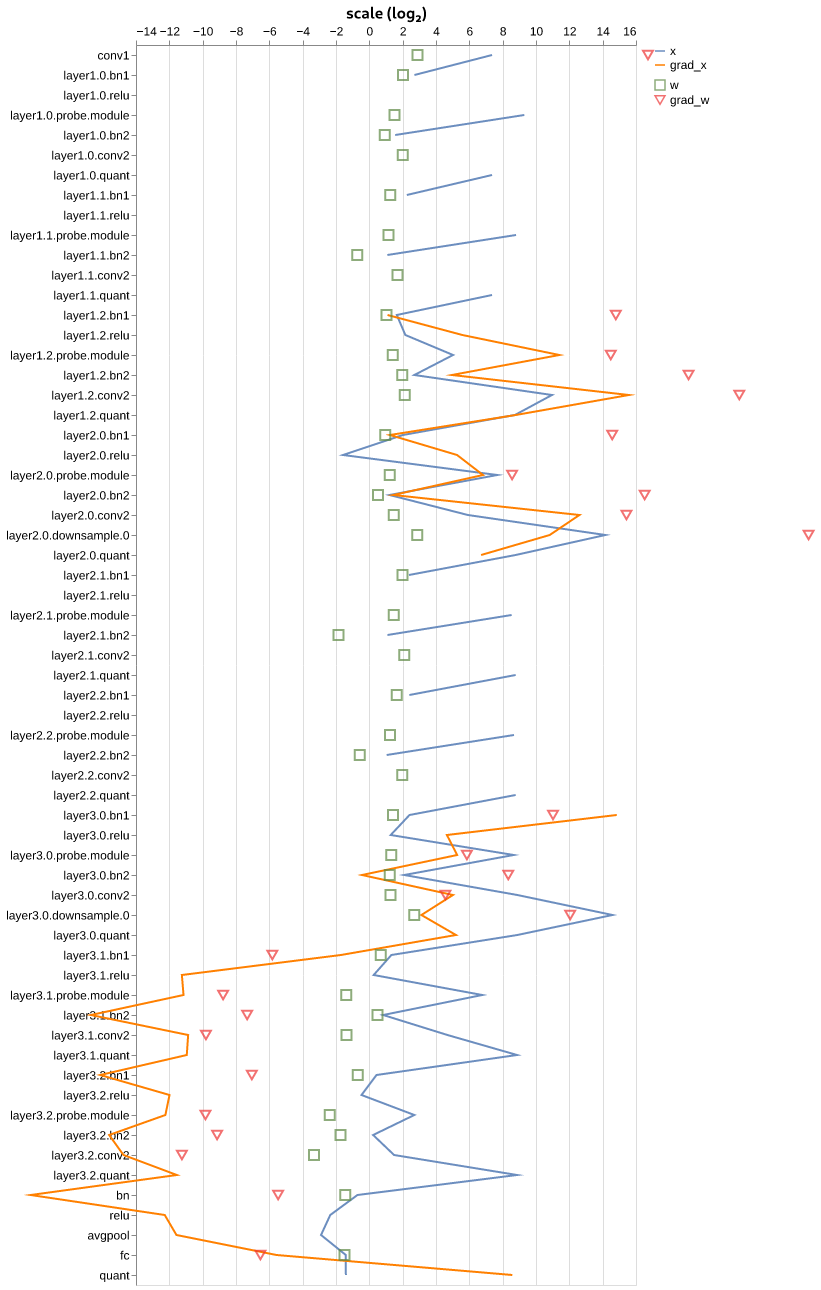 scale (log₂)
−14 −12 −10 −8 −6 −4 −2 0 2 4 6 8 10 12 14 16
conv1
layer1.0.bn1
layer1.0.relu
layer1.0.probe.module
layer1.0.bn2
layer1.0.conv2
layer1.0.quant
layer1.1.bn1
layer1.1.relu
layer1.1.probe.module
layer1.1.bn2
layer1.1.conv2
layer1.1.quant
layer1.2.bn1
layer1.2.relu
layer1.2.probe.module
layer1.2.bn2
layer1.2.conv2
layer1.2.quant
layer2.0.bn1
layer2.0.relu
layer2.0.probe.module
layer2.0.bn2
layer2.0.conv2
layer2.0.downsample.0
layer2.0.quant
layer2.1.bn1
layer2.1.relu
layer2.1.probe.module
layer2.1.bn2
layer2.1.conv2
layer2.1.quant
layer2.2.bn1
layer2.2.relu
layer2.2.probe.module
layer2.2.bn2
layer2.2.conv2
layer2.2.quant
layer3.0.bn1
layer3.0.relu
layer3.0.probe.module
layer3.0.bn2
layer3.0.conv2
layer3.0.downsample.0
layer3.0.quant
layer3.1.bn1
layer3.1.relu
layer3.1.probe.module
layer3.1.bn2
layer3.1.conv2
layer3.1.quant
layer3.2.bn1
layer3.2.relu
layer3.2.probe.module
layer3.2.bn2
layer3.2.conv2
layer3.2.quant
bn
relu
avgpool
fc
quant
x
grad_x
w
grad_w